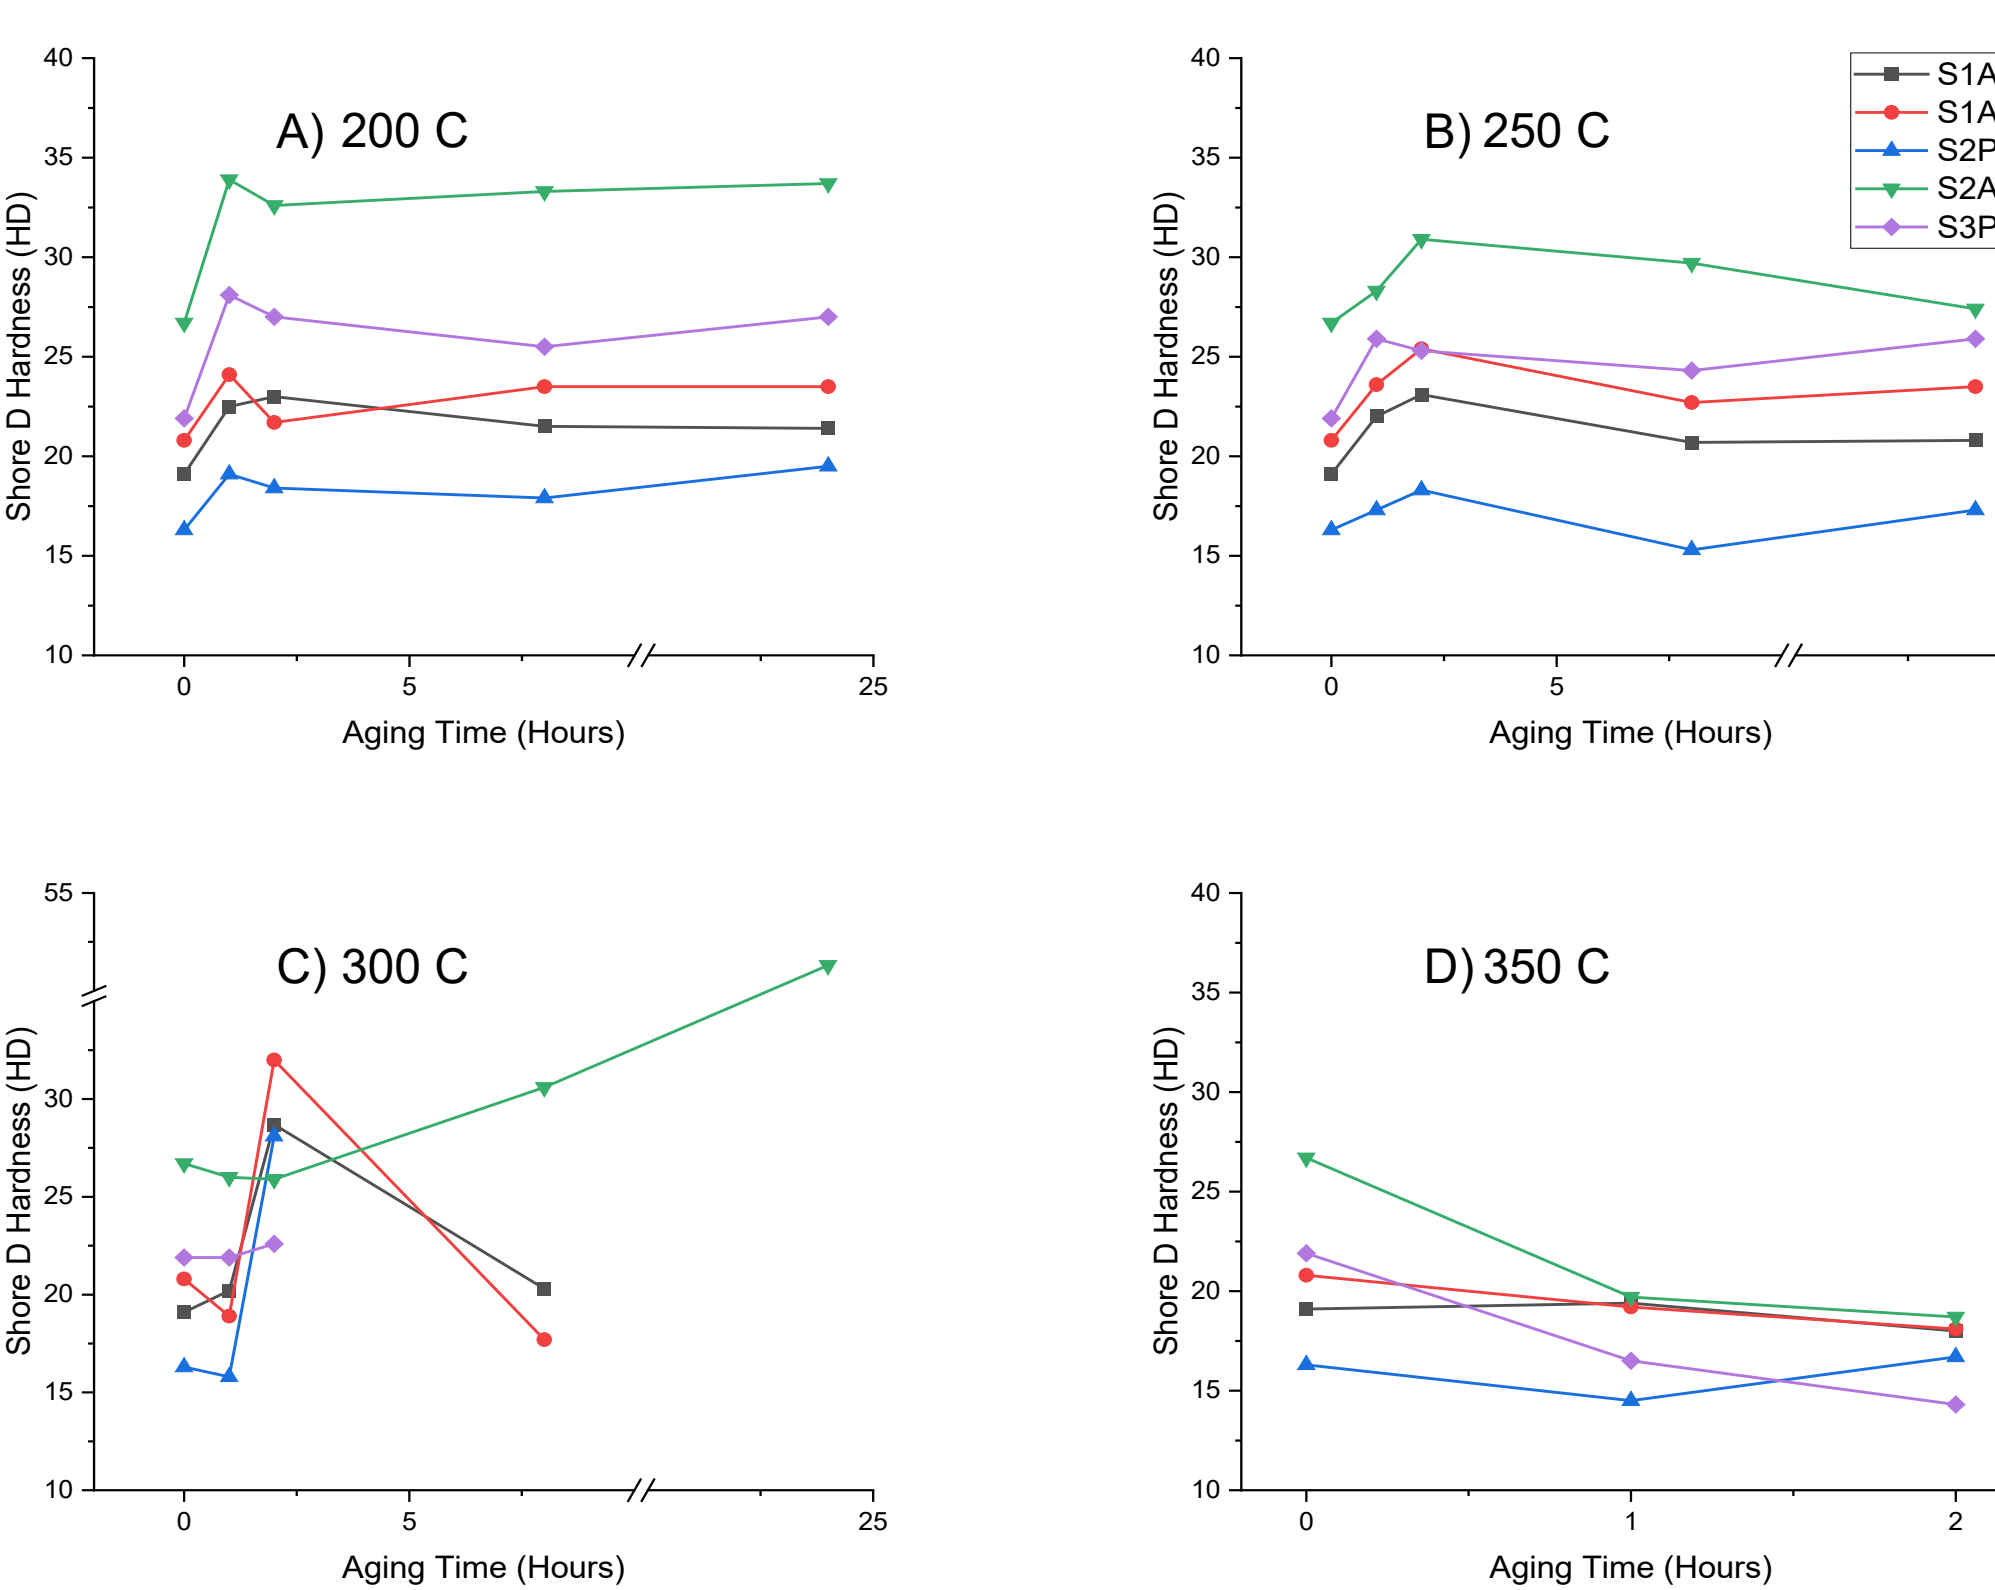 A) 200 C
Shore D Hardness (HD)
40
35
30
25
20
15
10
0 5 25
Aging Time (Hours)
B) 250 C
S1A
S1A
S2P
S2A
S3P
Shore D Hardness (HD)
40
35
30
25
20
15
10
0 5
Aging Time (Hours)
C) 300 C
Shore D Hardness (HD)
55
30
25
20
15
10
0 5 25
Aging Time (Hours)
D) 350 C
Shore D Hardness (HD)
40
35
30
25
20
15
10
0 1 2
Aging Time (Hours)